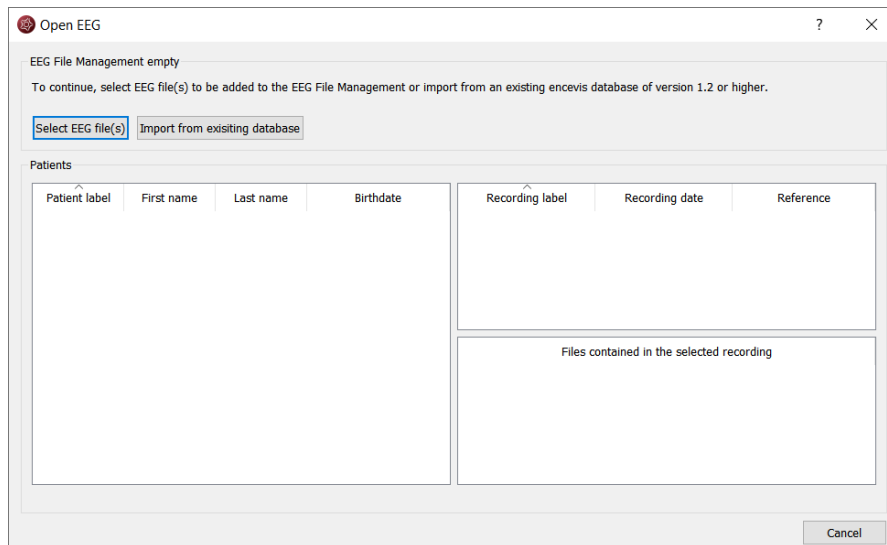 Open EEG
EEG File Management empty
To continue, select EEG file(s) to be added to the EEG File Management or import from an existing encevis database of version 1.2 or higher.
Select EEG file(s) Import from exisiting database
Patients
Patient label First name Last name Birthdate
Recording label Recording date Reference
Files contained in the selected recording
Cancel